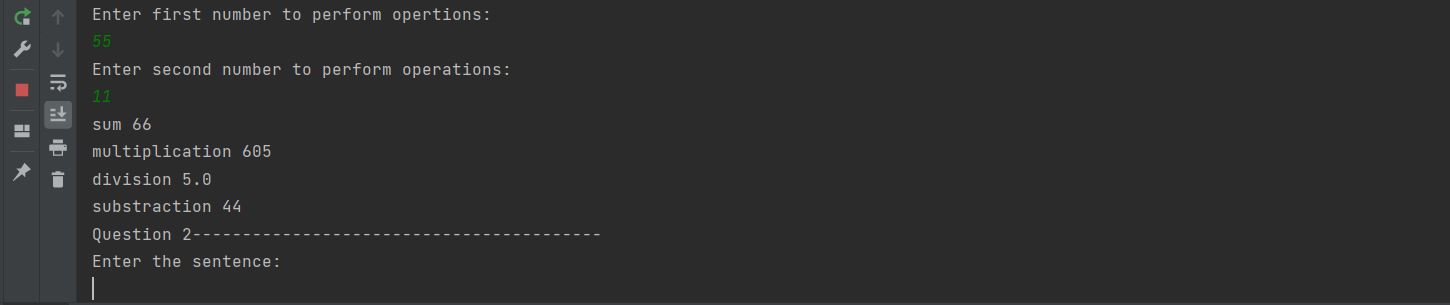 Enter first number to perform opertions:
55
Enter second number to perform operations:
11
sum 66
multiplication 605
division 5.0
substraction 44
Question 2-----------------------------------------
Enter the sentence: